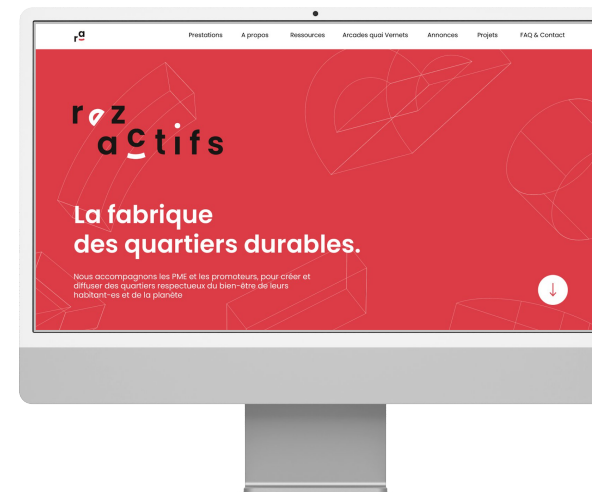 ra
Prestations A propos Ressources Arcades quai Vernets Annonces Projets FAQ & Contact
rez
actifs
La fabrique
des quartiers durables.
Nous accompagnons les PME et les promoteurs, pour créer et
diffuser des quartiers respectueux du bien-être de leurs
habitant-es et de la planète